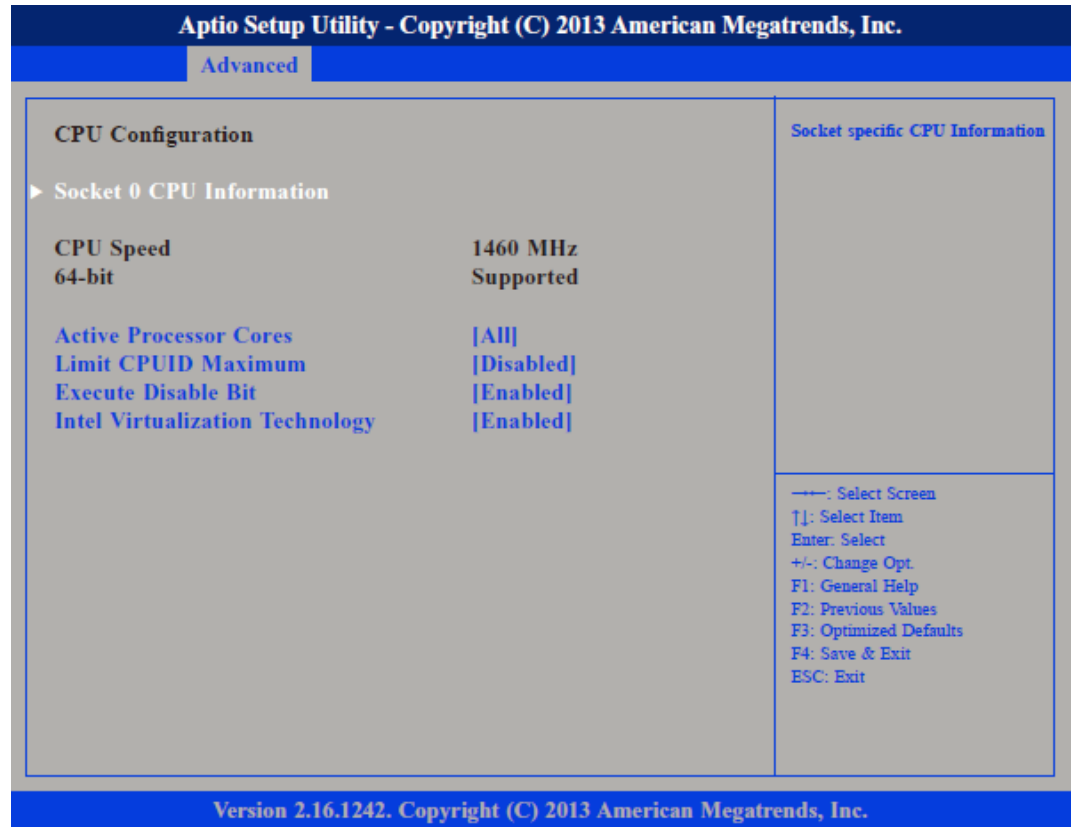 Aptio Setup Utility - Copyright (C) 2013 American Megatrends, Inc.
Advanced
CPU Configuration
Socket 0 CPU Information
CPU Speed 1460 MHz
64-bit Supported
Active Processor Cores [All]
Limit CPUID Maximum [Disabled]
Execute Disable Bit [Enabled]
Intel Virtualization Technology [Enabled]
Socket specific CPU Information
→←: Select Screen
↑↓: Select Item
Enter: Select
+/-: Change Opt.
F1: General Help
F2: Previous Values
F3: Optimized Defaults
F4: Save & Exit
ESC: Exit
Version 2.16.1242. Copyright (C) 2013 American Megatrends, Inc.